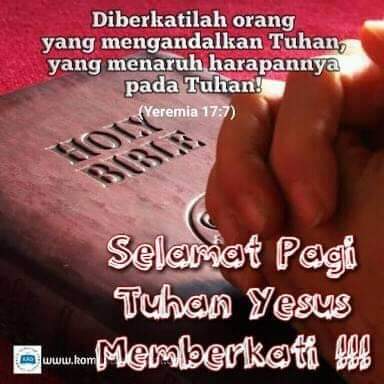 Diberkatilah orang
yang mengandalkan Tuhan,
yang menaruh harapannya
pada Tuhan!
(Yeremia 17:7)
HOLY
BIBLE
Selamat Pagi
Tuhan Yesus
Memberkati !!!